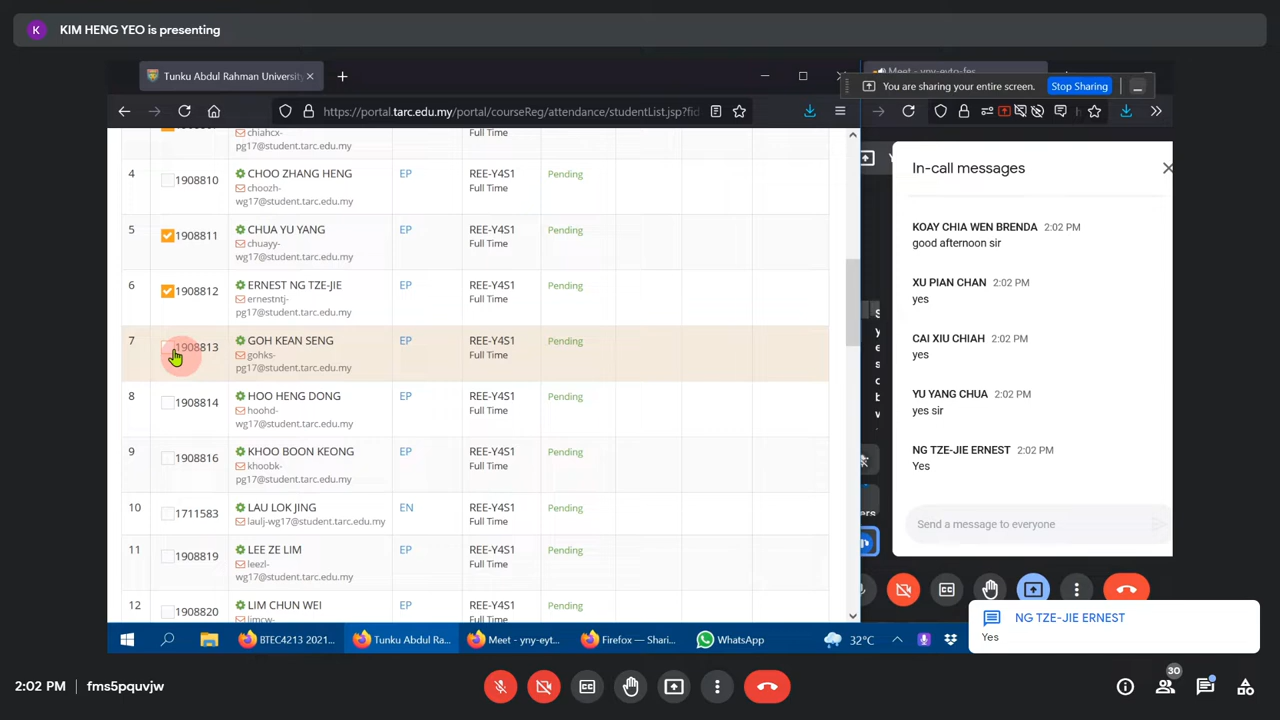 K KIM HENG YEO is presenting
Tunku Abdul Rahman University
Meet - yny-eytp-fes
You are sharing your entire screen. Stop Sharing
https://portal.tarc.edu.my/portal/courseReg/attendance/studentList.jsp?fid
chiahcx-
Full Time
pg17@student.tarc.edu.my
4 1908810 CHOO ZHANG HENG EP REE-Y4S1 Pending
choozh- Full Time
wg17@student.tarc.edu.my
5 1908811 CHUA YU YANG EP REE-Y4S1 Pending
chuayy- Full Time
wg17@student.tarc.edu.my
6 1908812 ERNEST NG TZE-JIE EP REE-Y4S1 Pending
ernestntj- Full Time
pg17@student.tarc.edu.my
7 1908813 GOH KEAN SENG EP REE-Y4S1 Pending
gohks- Full Time
pg17@student.tarc.edu.my
8 1908814 HOO HENG DONG EP REE-Y4S1 Pending
hoohd- Full Time
wg17@student.tarc.edu.my
9 1908816 KHOO BOON KEONG EP REE-Y4S1 Pending
khoobk- Full Time
pg17@student.tarc.edu.my
10 1711583 LAU LOK JING EN REE-Y4S1 Pending
laulj-wg17@student.tarc.edu.my Full Time
11 1908819 LEE ZE LIM EP REE-Y4S1 Pending
leezl- Full Time
wg17@student.tarc.edu.my
12 1908820 LIM CHUN WEI EP REE-Y4S1 Pending
limcw- Full Time
In-call messages
KOAY CHIA WEN BRENDA 2:02 PM
good afternoon sir
XU PIAN CHAN 2:02 PM
yes
CAI XIU CHIAH 2:02 PM
yes
YU YANG CHUA 2:02 PM
yes sir
NG TZE-JIE ERNEST 2:02 PM
Yes
Send a message to everyone
NG TZE-JIE ERNEST
Yes
BTEC4213 2021... Tunku Abdul Ra... Meet - yny-eyt... Firefox — Shari... WhatsApp 32°C
2:02 PM fms5pquvjw
30